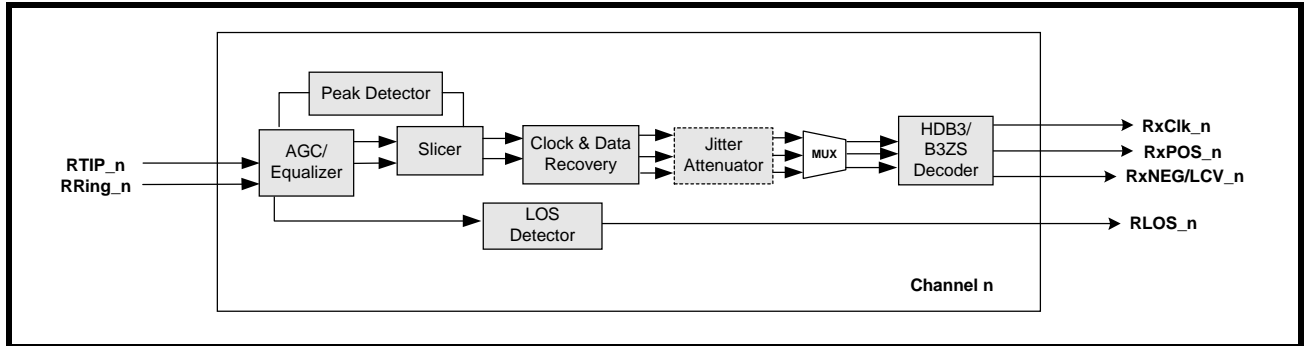 Peak Detector
RTIP_n
RRing_n
AGC/
Equalizer
Slicer
Clock & Data
Recovery
Jitter
Attenuator
MUX
HDB3/
B3ZS
Decoder
RxClk_n
RxPOS_n
RxNEG/LCV_n
LOS
Detector
RLOS_n
Channel n